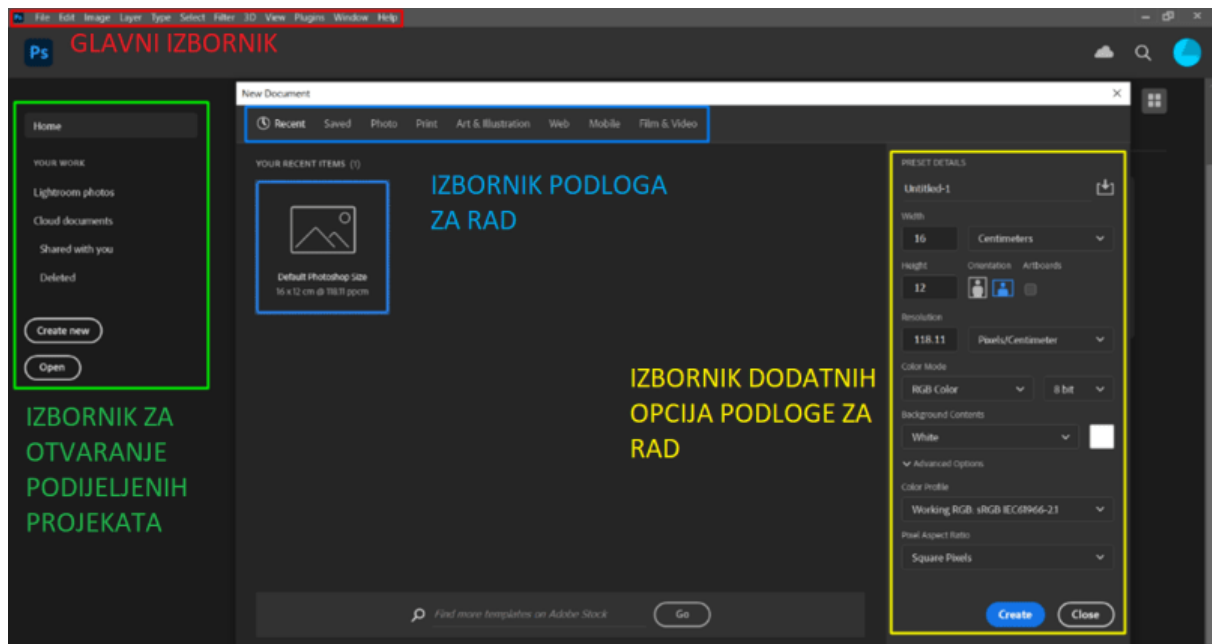 Ps File Edit Image Layer Type Select Filter 3D View Plugins Window Help
Ps GLAVNI IZBORNIK
New Document
Home
YOUR WORK
Lightroom photos
Cloud documents
Shared with you
Deleted
Create new
Open
IZBORNIK ZA
OTVARANJE
PODIJELJENIH
PROJEKATA
Recent Saved Photo Print Art & Illustration Web Mobile Film & Video
YOUR RECENT ITEMS (1)
Default Photoshop Size
16 x 12 cm @ 118.11 ppcm
IZBORNIK PODLOGA
ZA RAD
IZBORNIK DODATNIH
OPCIJA PODLOGE ZA
RAD
Find more templates on Adobe Stock Go
PRESET DETAILS
Untitled-1
Width
16 Centimeters
Height Orientation Artboards
12
Resolution
118.11 Pixels/Centimeter
Color Mode
RGB Color 8 bit
Background Contents
White
Advanced Options
Color Profile
Working RGB: sRGB IEC61966-2.1
Pixel Aspect Ratio
Square Pixels
Create Close